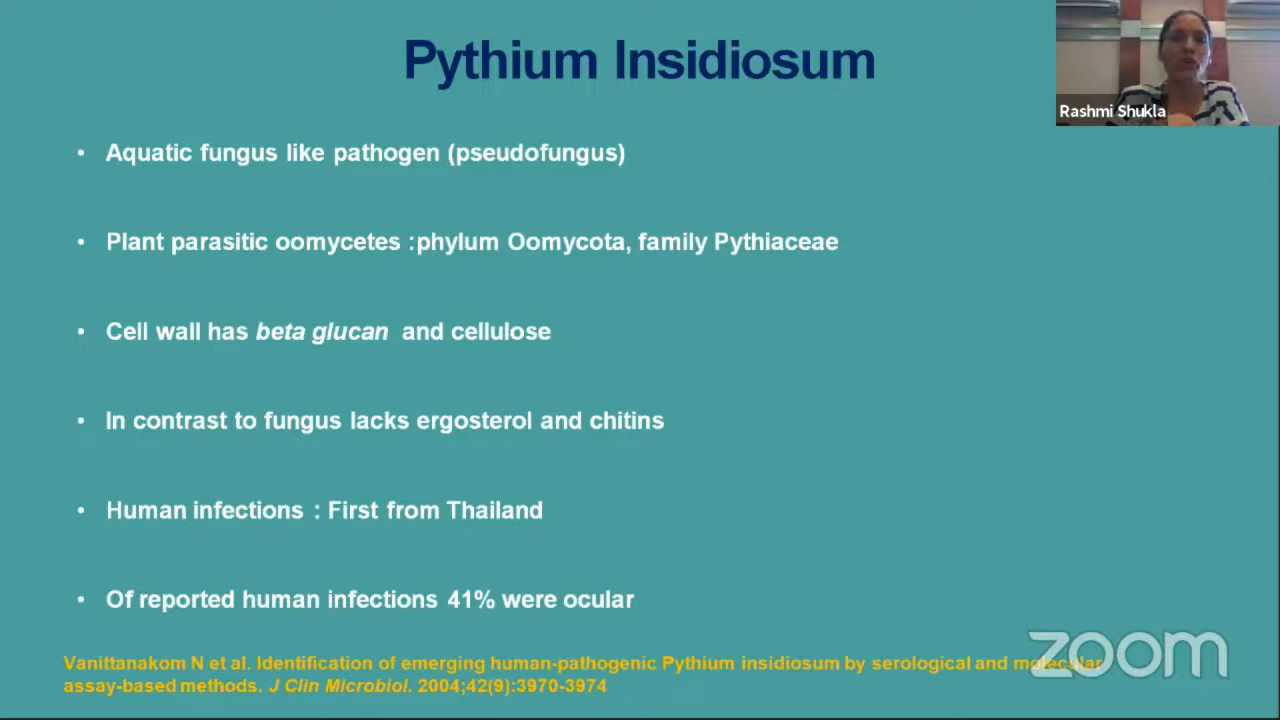 Pythium Insidiosum
Rashmi Shukla
• Aquatic fungus like pathogen (pseudofungus)
• Plant parasitic oomycetes :phylum Oomycota, family Pythiaceae
• Cell wall has beta glucan and cellulose
• In contrast to fungus lacks ergosterol and chitins
• Human infections : First from Thailand
• Of reported human infections 41% were ocular
Vanittanakom N et al. Identification of emerging human-pathogenic Pythium insidiosum by serological and molecular
assay-based methods. J Clin Microbiol. 2004;42(9):3970-3974
zoom